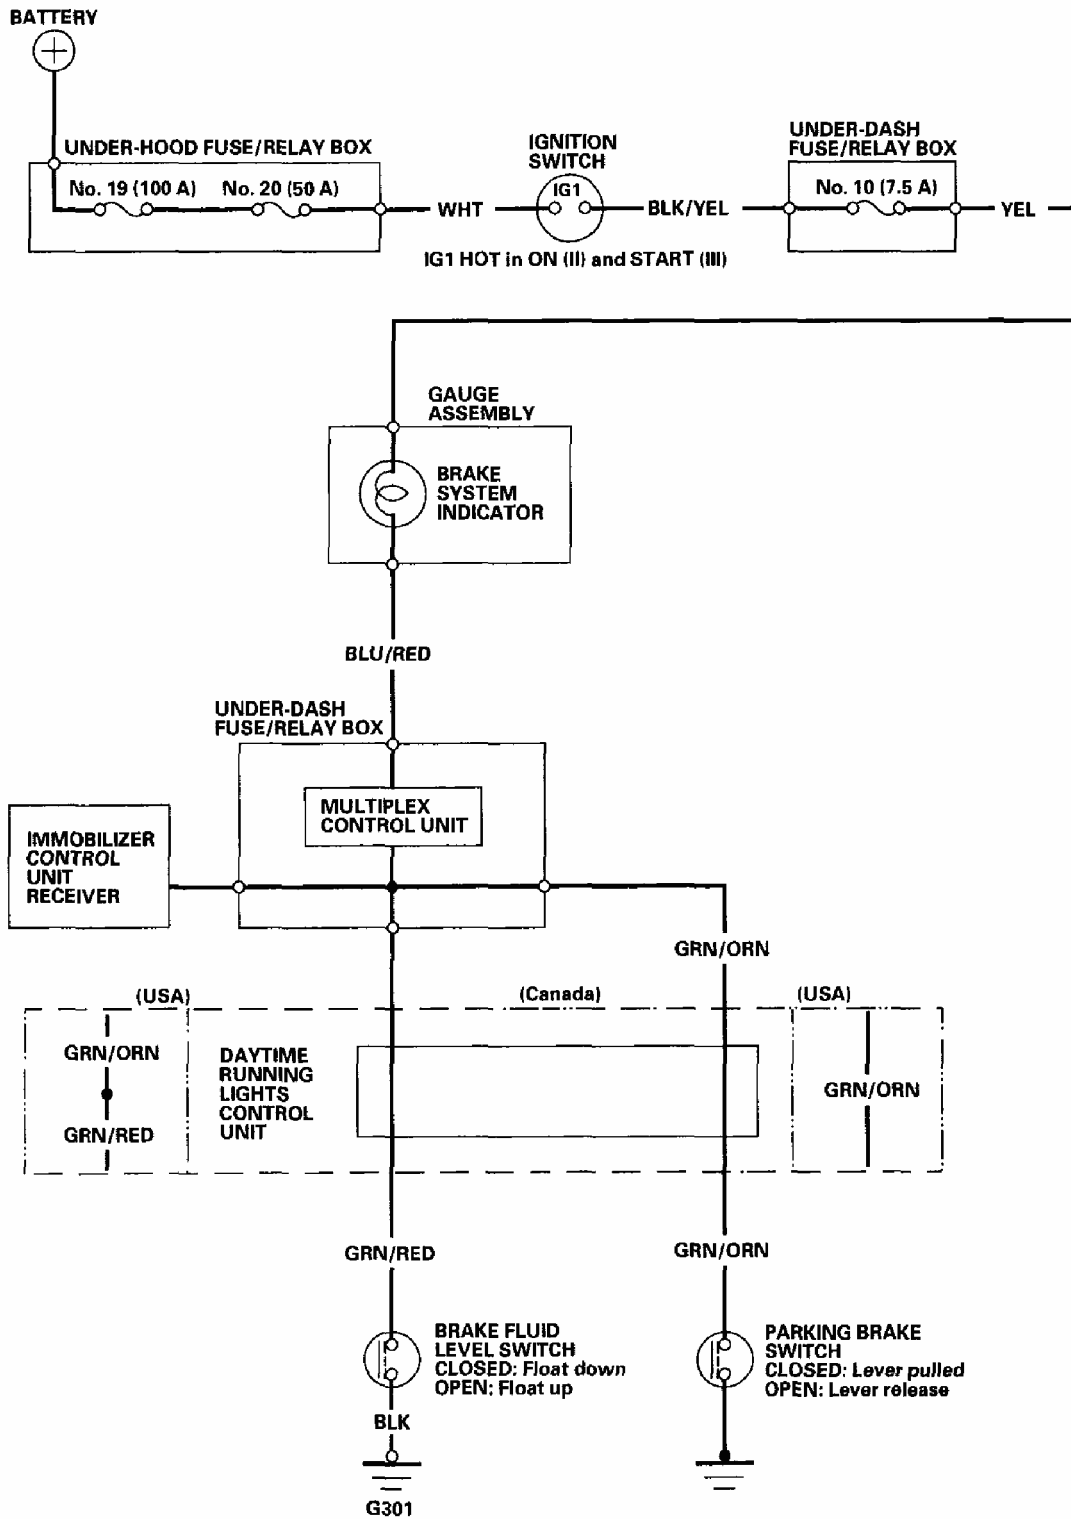 BATTERY
UNDER-HOOD FUSE/RELAY BOX
No. 19 (100 A) No. 20 (50 A)
WHT
IGNITION
SWITCH
IG1
IG1 HOT in ON (II) and START (III)
BLK/YEL
UNDER-DASH
FUSE/RELAY BOX
No. 10 (7.5 A)
YEL
GAUGE
ASSEMBLY
BRAKE
SYSTEM
INDICATOR
BLU/RED
UNDER-DASH
FUSE/RELAY BOX
MULTIPLEX
CONTROL UNIT
IMMOBILIZER
CONTROL
UNIT
RECEIVER
GRN/ORN
(USA)
(Canada)
(USA)
GRN/ORN
GRN/RED
DAYTIME
RUNNING
LIGHTS
CONTROL
UNIT
GRN/ORN
GRN/RED
GRN/ORN
BRAKE FLUID
LEVEL SWITCH
CLOSED: Float down
OPEN: Float up
PARKING BRAKE
SWITCH
CLOSED: Lever pulled
OPEN: Lever release
BLK
G301